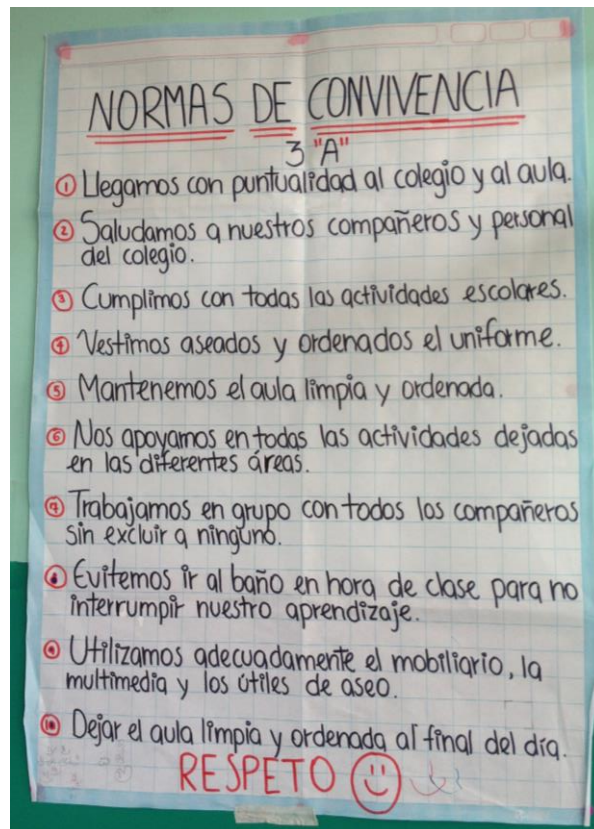 NORMAS DE CONVIVENCIA
3 "A"
① Llegamos con puntualidad al colegio y al aula.
② Saludamos a nuestros compañeros y personal
del colegio.
③ Cumplimos con todas las actividades escolares.
④ Vestimos aseados y ordenados el uniforme.
⑤ Mantenemos el aula limpia y ordenada.
⑥ Nos apoyamos en todas las actividades dejadas
en las diferentes áreas.
⑦ Trabajamos en grupo con todos los compañeros
sin excluir a ninguno.
⑧ Evitemos ir al baño en hora de clase para no
interrumpir nuestro aprendizaje.
⑨ Utilizamos adecuadamente el mobiliario, la
multimedia y los útiles de aseo.
⑩ Dejar el aula limpia y ordenada al final del día.
RESPETO